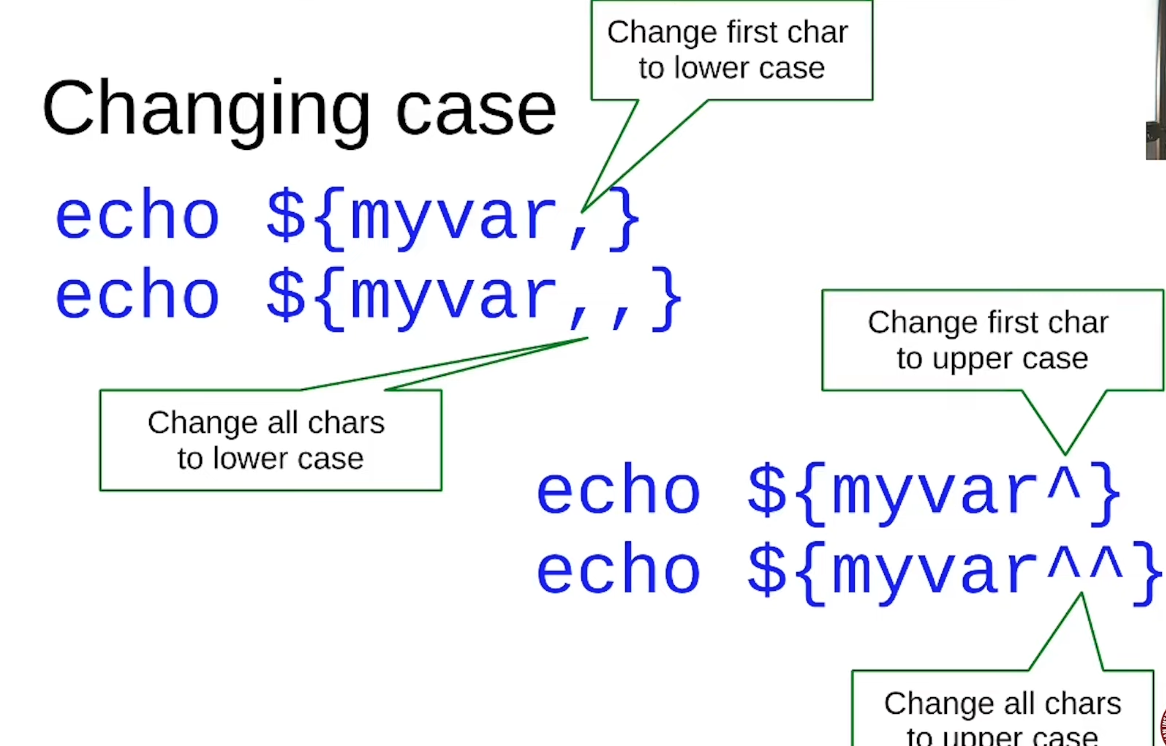 Change first char
to lower case
Changing case
echo ${myvar,}
echo ${myvar,,}
Change first char
to upper case
Change all chars
to lower case
echo ${myvar^}
echo ${myvar^^}
Change all chars
to upper case